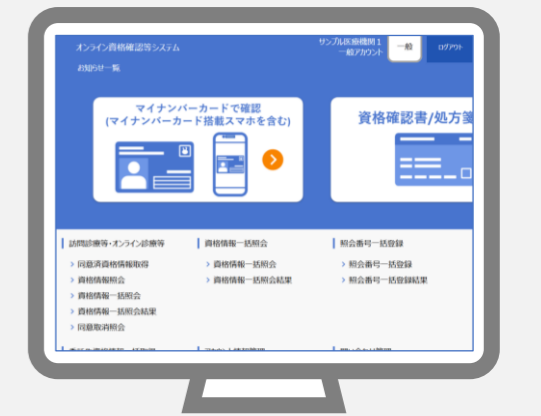 オンライン資格確認等システム
サンプル医療機関1
一般アカウント
一般
ログアウト
お知らせ一覧
マイナンバーカードで確認
(マイナンバーカード搭載スマホを含む)
資格確認書/処方箋
訪問診療等・オンライン診療等
資格情報一括照会
照会番号一括登録
同意済資格情報取得
資格情報一括照会
照会番号一括登録
資格情報照会
資格情報一括照会結果
照会番号一括登録結果
資格情報一括照会
資格情報一括照会結果
同意取消照会